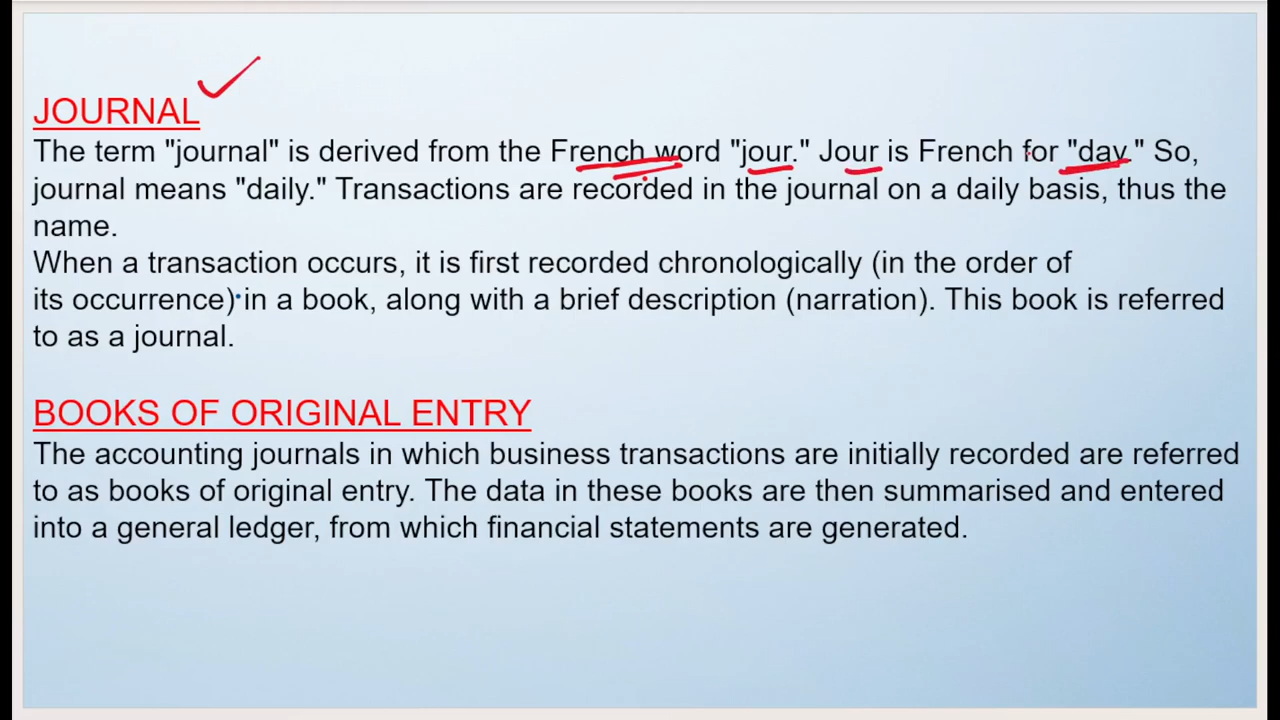 JOURNAL
The term "journal" is derived from the French word "jour." Jour is French for "day." So,
journal means "daily." Transactions are recorded in the journal on a daily basis, thus the
name.
When a transaction occurs, it is first recorded chronologically (in the order of
its occurrence) in a book, along with a brief description (narration). This book is referred
to as a journal.
BOOKS OF ORIGINAL ENTRY
The accounting journals in which business transactions are initially recorded are referred
to as books of original entry. The data in these books are then summarised and entered
into a general ledger, from which financial statements are generated.